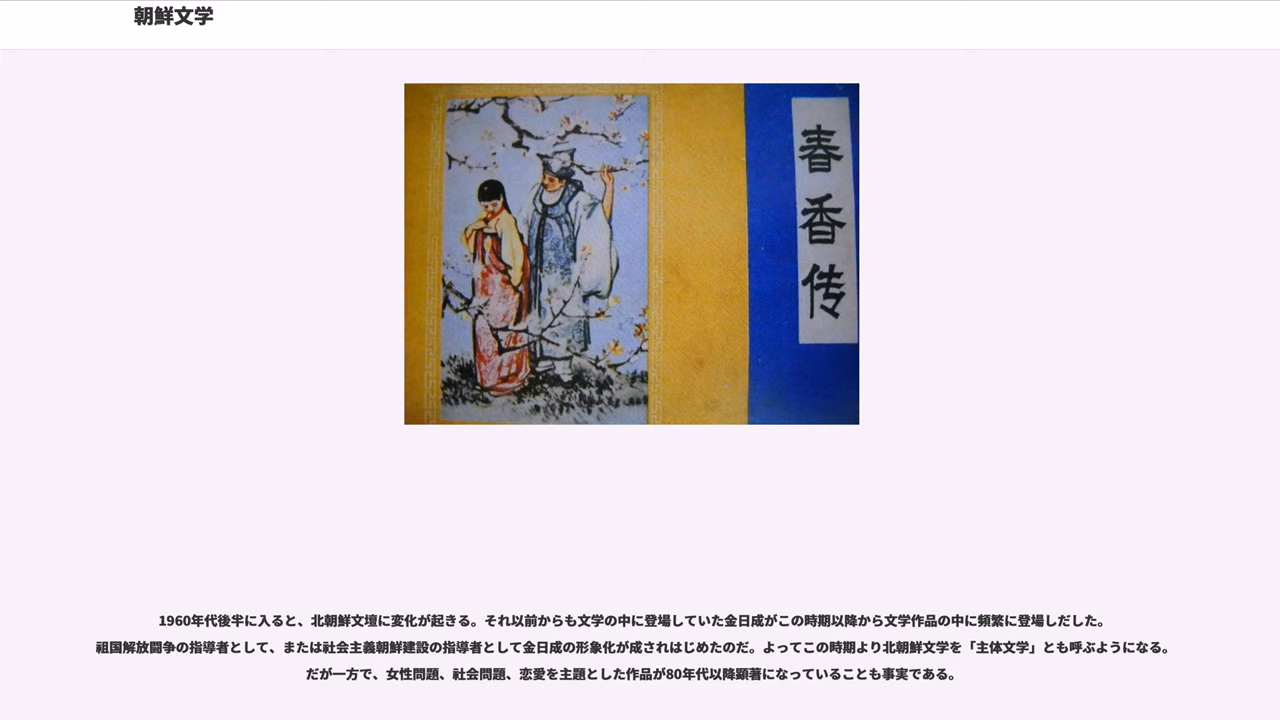 朝鮮文学
春香传
1960年代後半に入ると、北朝鮮文壇に変化が起きる。それ以前からも文学の中に登場していた金日成がこの時期以降から文学作品の中に頻繁に登場しだした。
祖国解放闘争の指導者として、または社会主義朝鮮建設の指導者として金日成の形象化が成されはじめたのだ。よってこの時期より北朝鮮文学を「主体文学」とも呼ぶようになる。
だが一方で、女性問題、社会問題、恋愛を主題とした作品が80年代以降顕著になっていることも事実である。